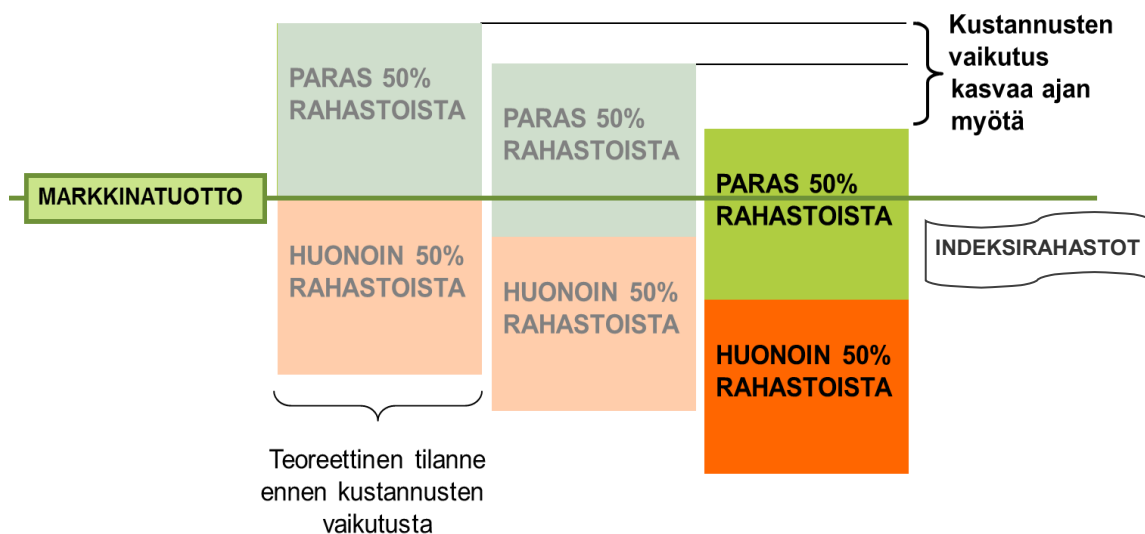 Kustannusten
vaikutus
kasvaa ajan
myötä
PARAS 50%
RAHASTOISTA
PARAS 50%
RAHASTOISTA
PARAS 50%
RAHASTOISTA
MARKKINATUOTTO
INDEKSIRAHASTOT
HUONOIN 50%
RAHASTOISTA
HUONOIN 50%
RAHASTOISTA
HUONOIN 50%
RAHASTOISTA
Teoreettinen tilanne
ennen kustannusten
vaikutusta